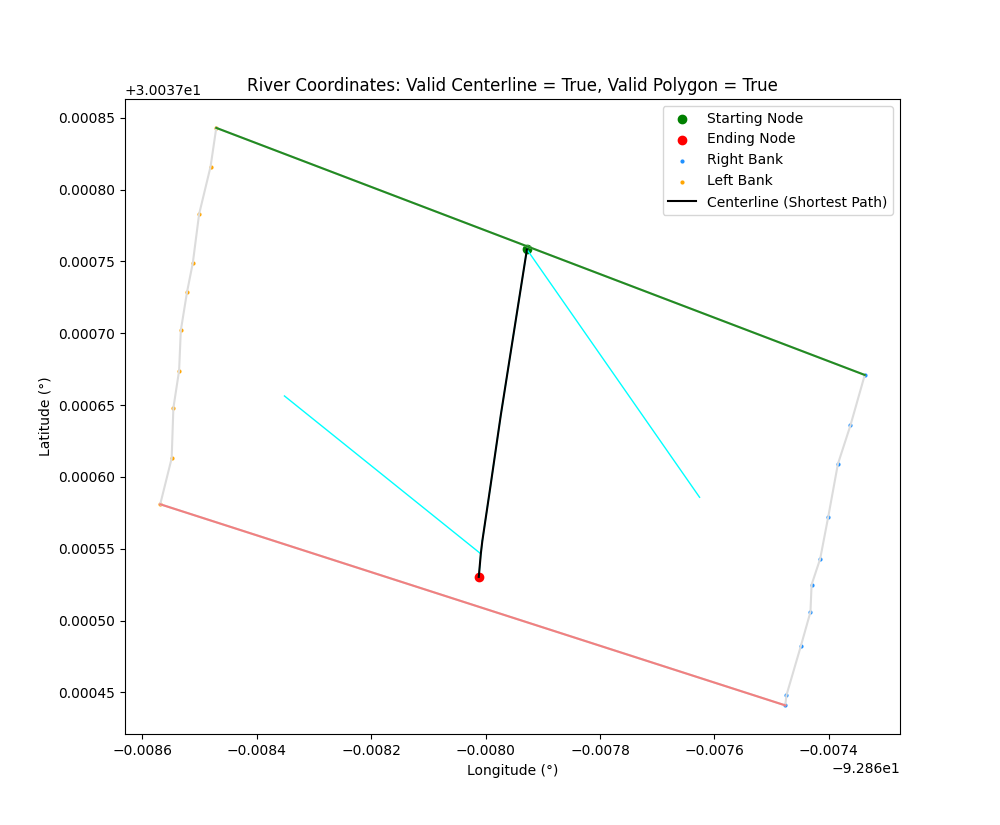 River Coordinates: Valid Centerline = True, Valid Polygon = True
+3.0037e1
0.00085
0.00080
0.00075
0.00070
0.00065
0.00060
0.00055
0.00050
0.00045
Latitude (°)
Starting Node
Ending Node
Right Bank
Left Bank
Centerline (Shortest Path)
−0.0086
−0.0084
−0.0082
−0.0080
−0.0078
−0.0076
−0.0074
Longitude (°)
−9.286e1